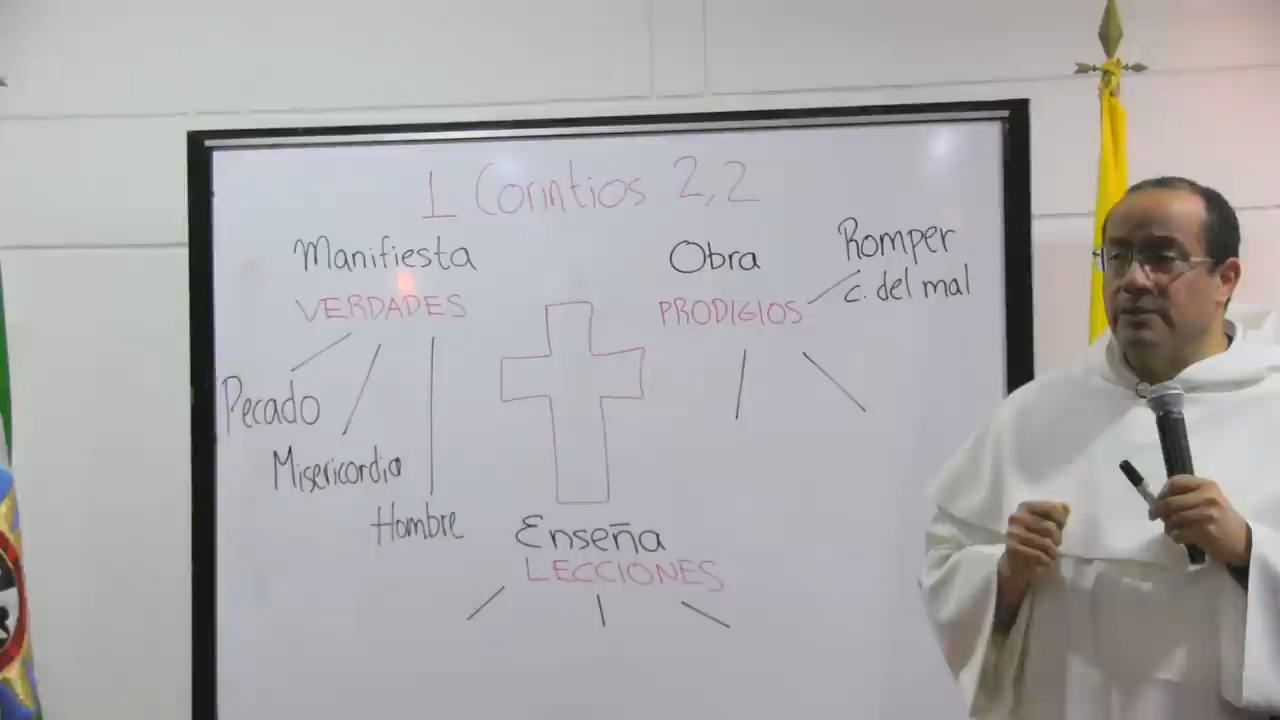 1 Corintios 2,2
Manifiesta
VERDADES
Pecado
Misericordia
Hombre
Obra
PRODIGIOS
Romper
c. del mal
Enseña
LECCIONES